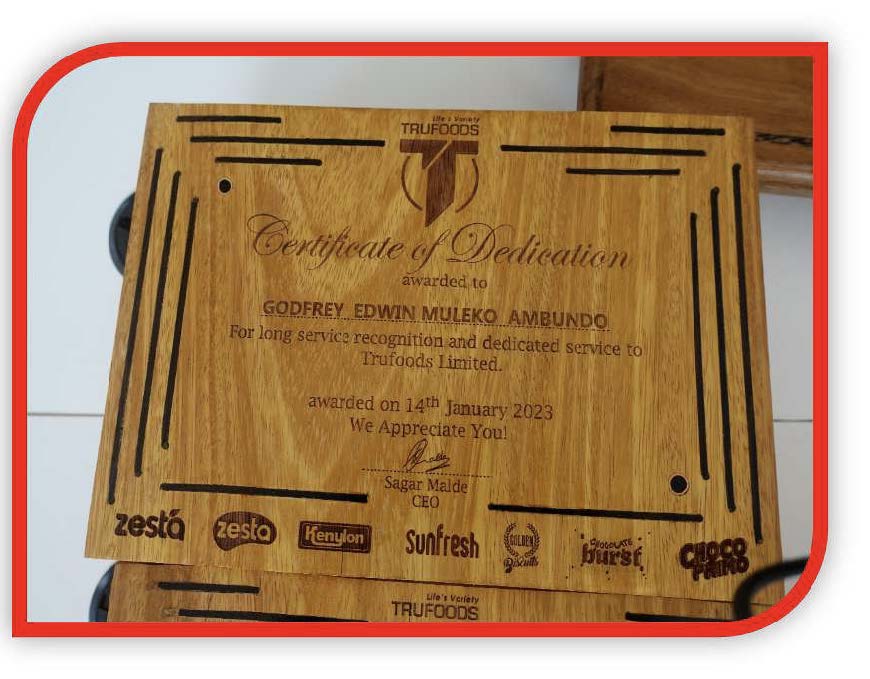 Life's Variety
TRUFOODS
Certificate of Dedication
awarded to
GODFREY EDWIN MULEKO AMBUNDO
For long service recognition and dedicated service to
Trufoods Limited.
awarded on 14th January 2023
We Appreciate You!
Sagar Malde
CEO
zesta
zesta
Kenylon
Sunfresh
GOLDEN
Biscuits
CHOCOLATE
burst
CHOCO
PRIMO
Life's Variety
TRUFOODS